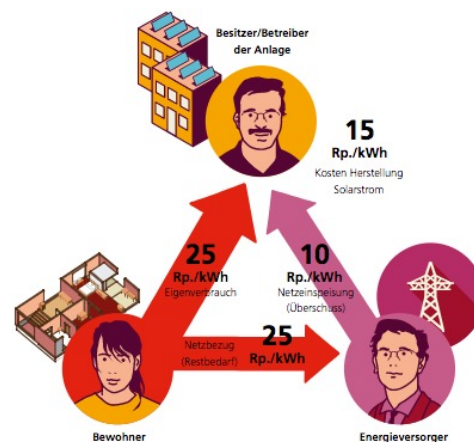 Besitzer/Betreiber
der Anlage
15
Rp./kWh
Kosten Herstellung
Solarstrom
25
Rp./kWh
Eigenverbrauch
10
Rp./kWh
Netzeinspeisung
(Überschuss)
Netzbezug
(Restbedarf)
25
Rp./kWh
Bewohner
Energieversorger